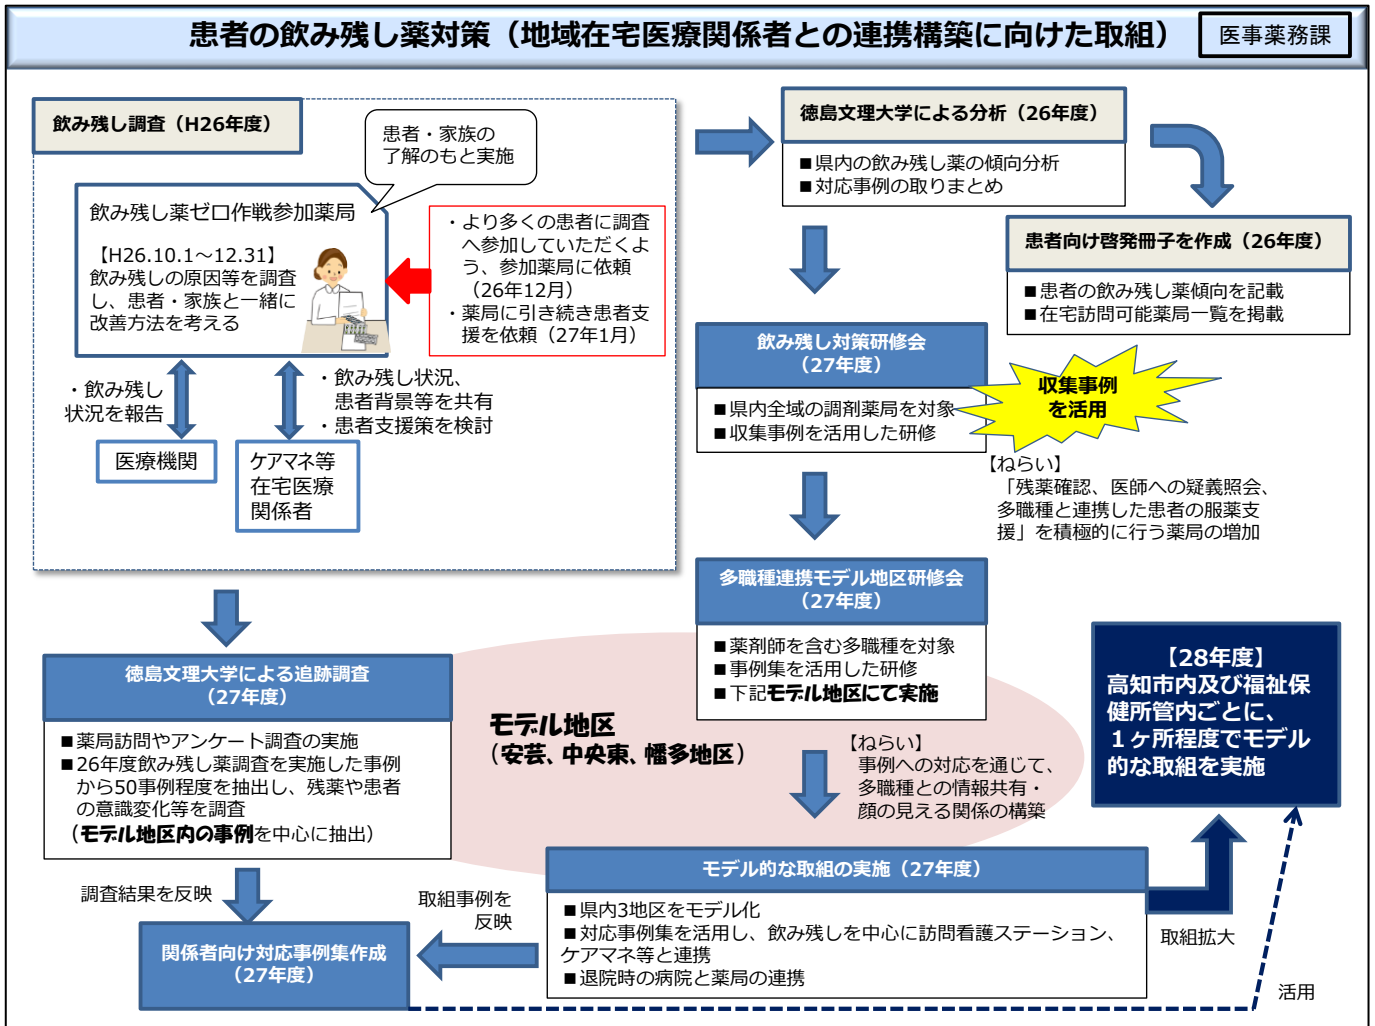 患者の飲み残し薬対策（地域在宅医療関係者との連携構築に向けた取組）
医事薬務課
飲み残し調査（H26年度）
患者・家族の
了解のもと実施
飲み残し薬ゼロ作戦参加薬局
【H26.10.1～12.31】
飲み残しの原因等を調査
し、患者・家族と一緒に
改善方法を考える
・より多くの患者に調査
へ参加していただくよ
う、参加薬局に依頼
（26年12月）
・薬局に引き続き患者支
援を依頼（27年1月）
・飲み残し
状況を報告
・飲み残し状況、
患者背景等を共有
・患者支援策を検討
医療機関
ケアマネ等
在宅医療
関係者
徳島文理大学による分析（26年度）
■県内の飲み残し薬の傾向分析
■対応事例の取りまとめ
患者向け啓発冊子を作成（26年度）
■患者の飲み残し薬傾向を記載
■在宅訪問可能薬局一覧を掲載
飲み残し対策研修会
（27年度）
■県内全域の調剤薬局を対象
■収集事例を活用した研修
収集事例
を活用
【ねらい】
「残薬確認、医師への疑義照会、
多職種と連携した患者の服薬支
援」を積極的に行う薬局の増加
多職種連携モデル地区研修会
（27年度）
■薬剤師を含む多職種を対象
■事例集を活用した研修
■下記モデル地区にて実施
徳島文理大学による追跡調査
（27年度）
■薬局訪問やアンケート調査の実施
■26年度飲み残し薬調査を実施した事例
から50事例程度を抽出し、残薬や患者
の意識変化等を調査
（モデル地区内の事例を中心に抽出）
モデル地区
（安芸、中央東、幡多地区）
【ねらい】
事例への対応を通じて、
多職種との情報共有・
顔の見える関係の構築
【28年度】
高知市内及び福祉保
健所管内ごとに、
１ヶ所程度でモデル
的な取組を実施
モデル的な取組の実施（27年度）
■県内3地区をモデル化
■対応事例集を活用し、飲み残しを中心に訪問看護ステーション、
ケアマネ等と連携
■退院時の病院と薬局の連携
調査結果を反映
取組事例を
反映
関係者向け対応事例集作成
（27年度）
取組拡大
活用